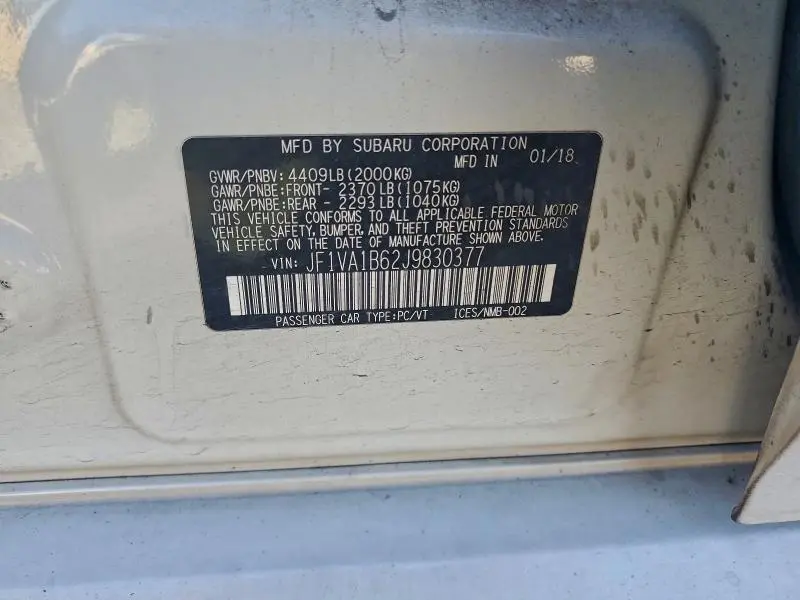 MFD BY SUBARU CORPORATION
MFD IN 01/18
GVWR/PNBV: 4409LB(2000KG)
GAWR/PNBE:FRONT- 2370LB(1075KG)
GAWR/PNBE:REAR - 2293LB(1040KG)
THIS VEHICLE CONFORMS TO ALL APPLICABLE FEDERAL MOTOR
VEHICLE SAFETY, BUMPER, AND THEFT PREVENTION STANDARDS
IN EFFECT ON THE DATE OF MANUFACTURE SHOWN ABOVE.
VIN: JF1VA1B62J9830377
PASSENGER CAR TYPE:PC/VT ICES/NMB-002